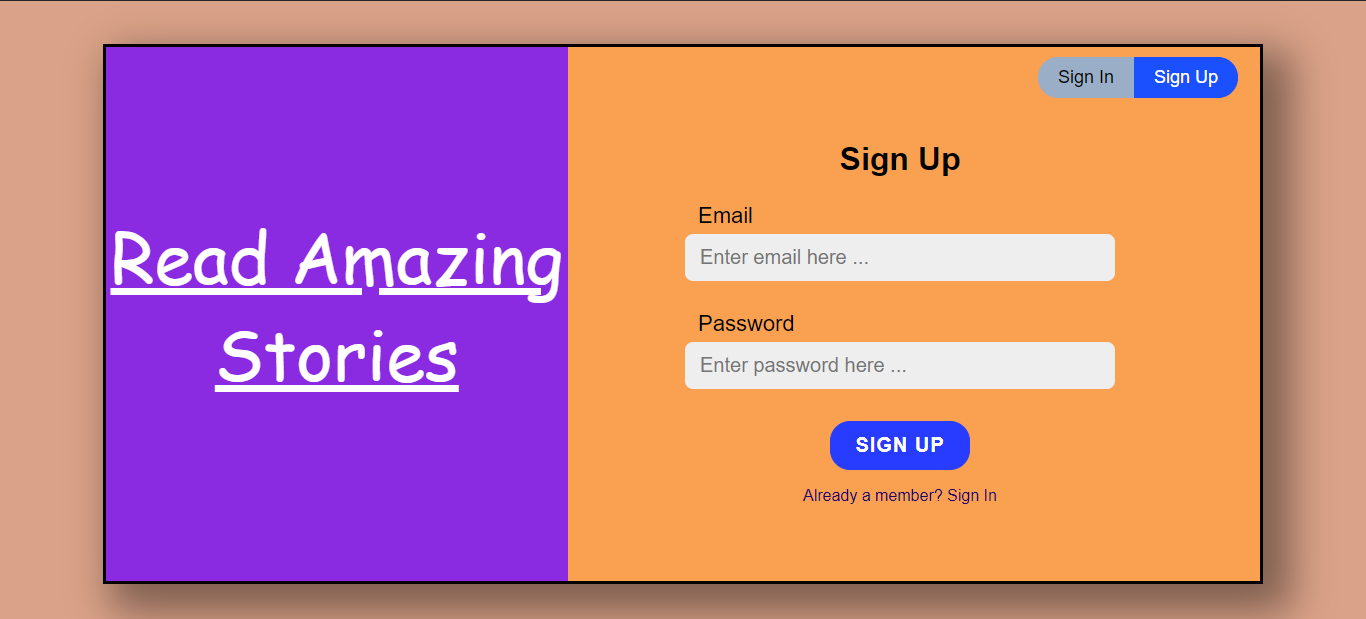 Read Amazing
Stories
Sign In
Sign Up
Sign Up
Email
Enter email here ...
Password
Enter password here ...
SIGN UP
Already a member? Sign In